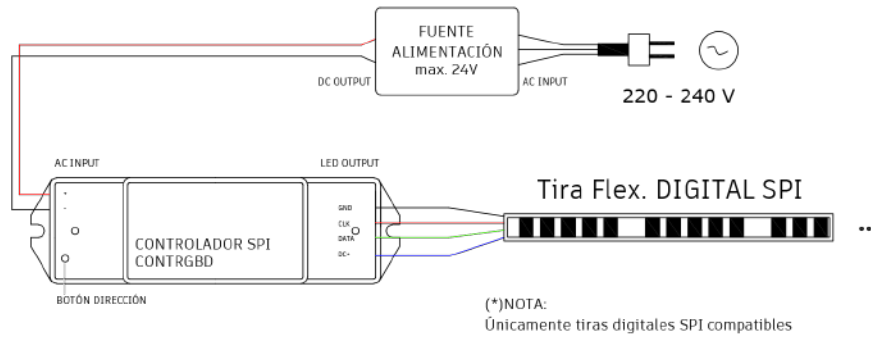 FUENTE
ALIMENTACIÓN
max. 24V
DC OUTPUT
AC INPUT
220 - 240 V
AC INPUT
LED OUTPUT
+
-
GND
CLK
DATA
DC+
CONTROLADOR SPI
CONTRGBD
BOTÓN DIRECCIÓN
Tira Flex. DIGITAL SPI
..
(*)NOTA:
Únicamente tiras digitales SPI compatibles